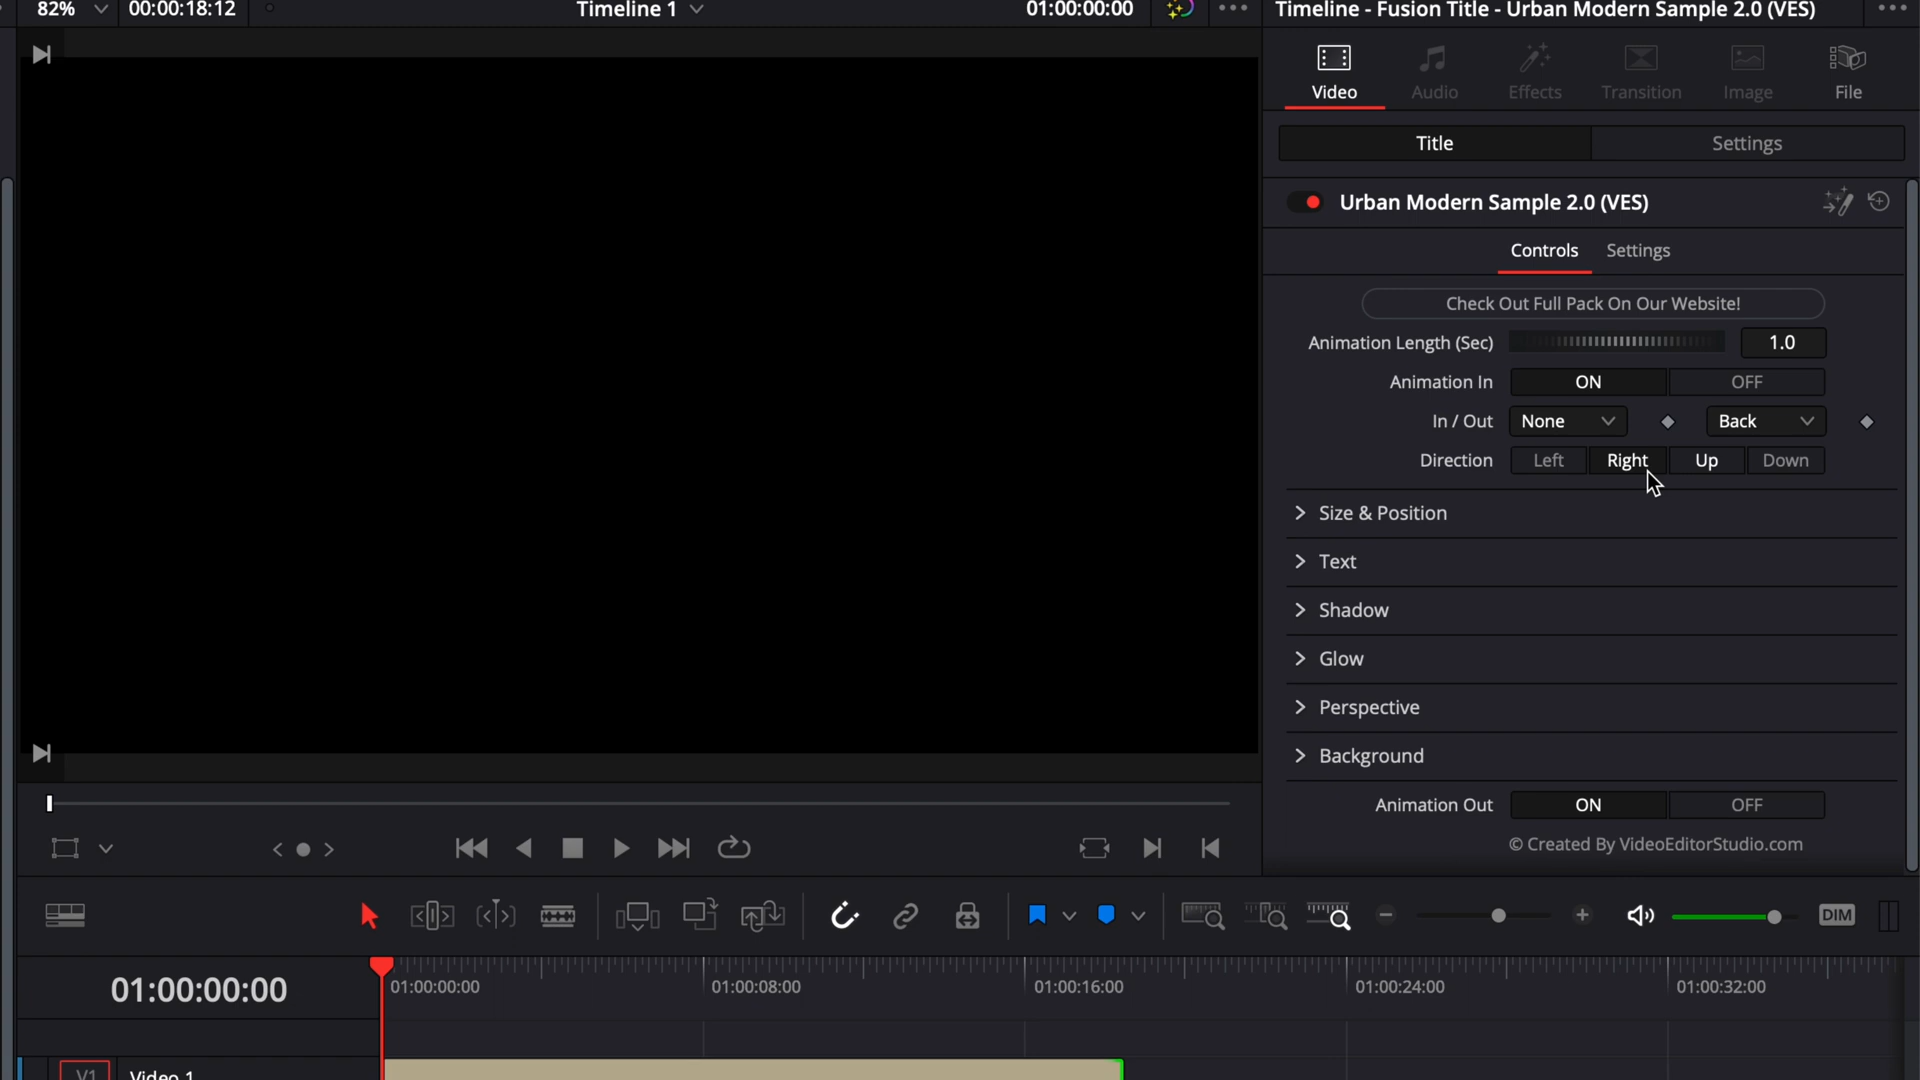 82%
00:00:18:12
Timeline 1
01:00:00:00
Timeline - Fusion Title - Urban Modern Sample 2.0 (VES)
Video
Audio
Effects
Transition
Image
File
Title
Settings
Urban Modern Sample 2.0 (VES)
Controls
Settings
Check Out Full Pack On Our Website!
Animation Length (Sec)
1.0
Animation In
ON
OFF
In / Out
None
Back
Direction
Left
Right
Up
Down
Size & Position
Text
Shadow
Glow
Perspective
Background
Animation Out
ON
OFF
© Created By VideoEditorStudio.com
DIM
01:00:00:00
01:00:00:00
01:00:08:00
01:00:16:00
01:00:24:00
01:00:32:00
V1
Video 1